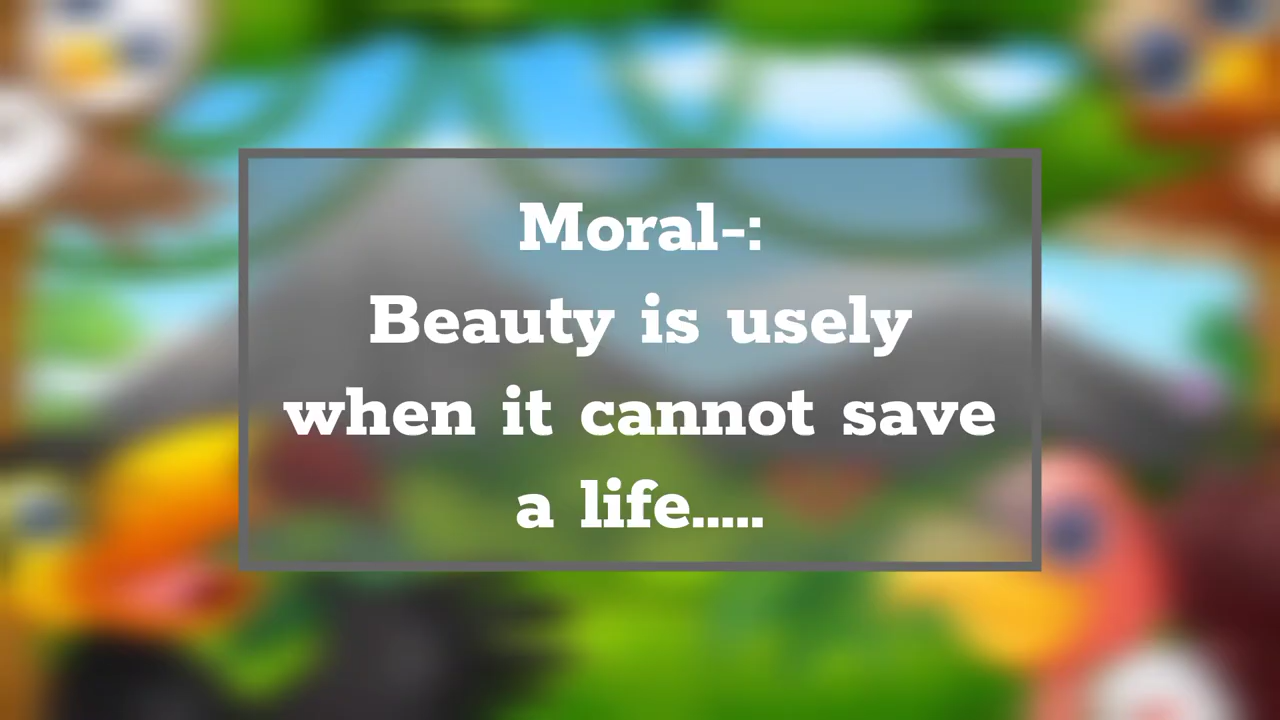 Moral-:
Beauty is usely
when it cannot save
a life.....